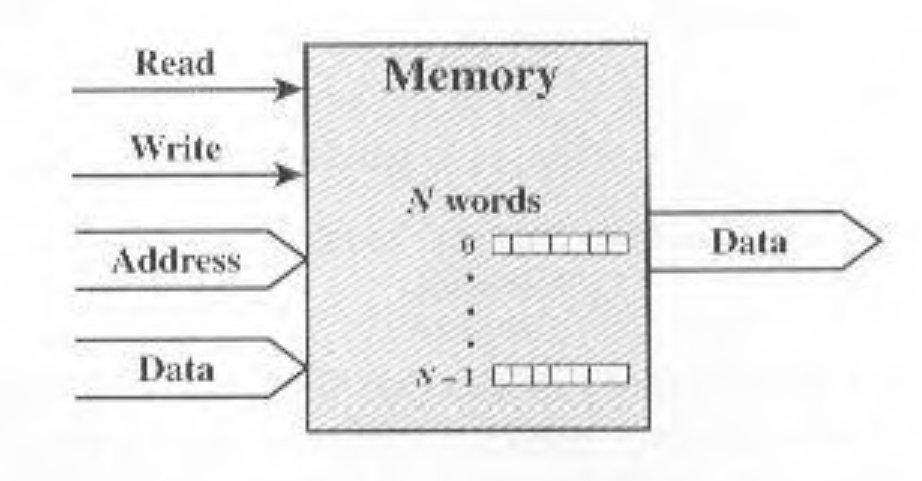 Read
Memory
Write
N words
Address
0
Data
Data
N – 1